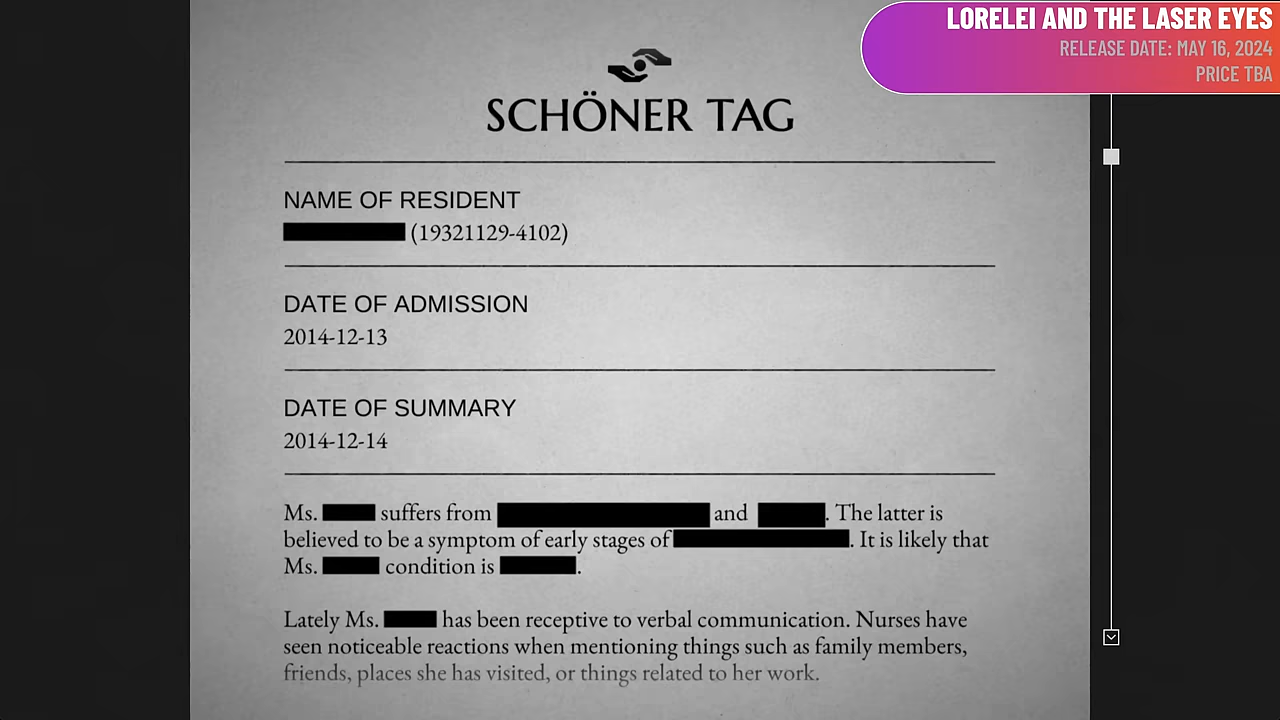 LORELEI AND THE LASER EYES
RELEASE DATE: MAY 16, 2024
PRICE TBA
SCHÖNER TAG
NAME OF RESIDENT
(19321129-4102)
DATE OF ADMISSION
2014-12-13
DATE OF SUMMARY
2014-12-14
Ms. suffers from and . The latter is
believed to be a symptom of early stages of . It is likely that
Ms. condition is .
Lately Ms. has been receptive to verbal communication. Nurses have
seen noticeable reactions when mentioning things such as family members,
friends, places she has visited, or things related to her work.